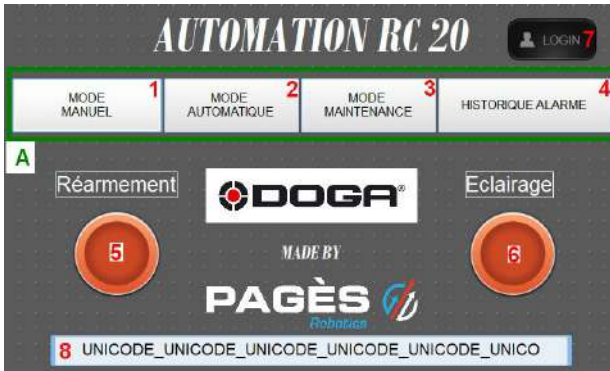 AUTOMATION RC 20
LOGIN 7
MODE MANUEL 1
MODE AUTOMATIQUE 2
MODE MAINTENANCE 3
HISTORIQUE ALARME 4
A
Réarmement
DOGA®
Eclairage
5
6
MADE BY
PAGÈS
Robotics
8 UNICODE_UNICODE_UNICODE_UNICODE_UNICODE_UNICO